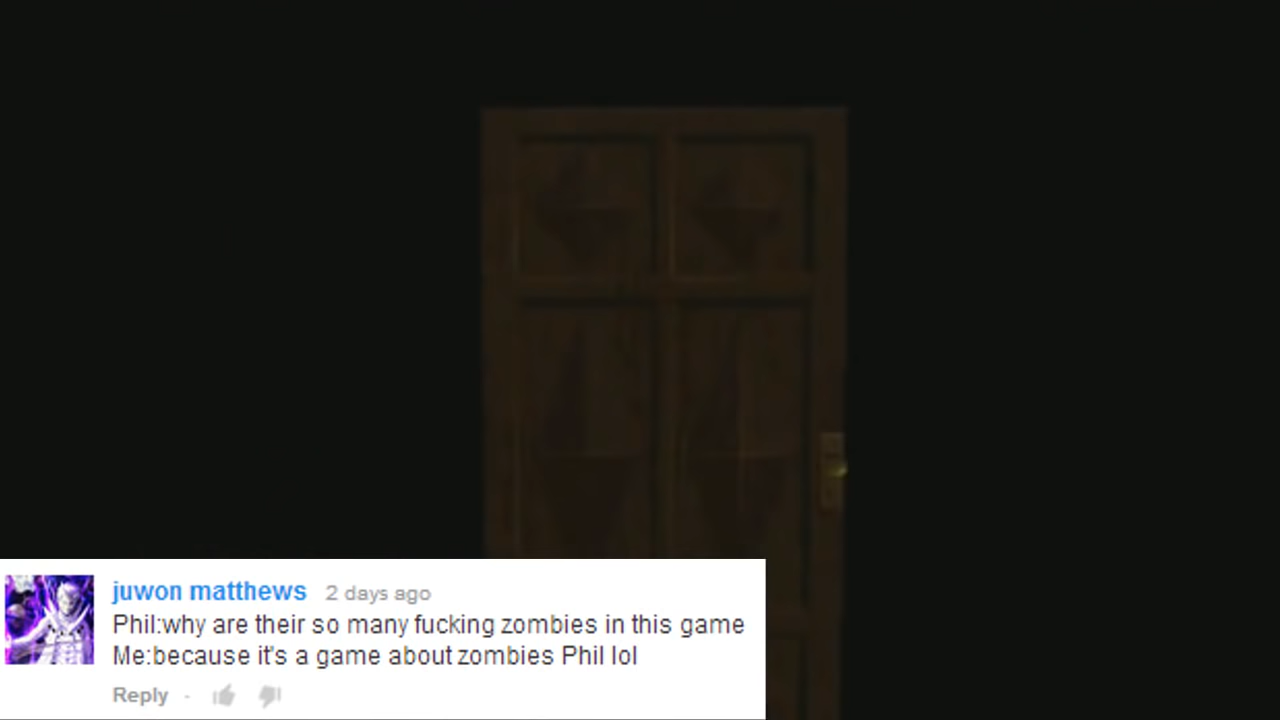 juwon matthews 2 days ago
Phil:why are their so many fucking zombies in this game
Me:because it's a game about zombies Phil lol
Reply -